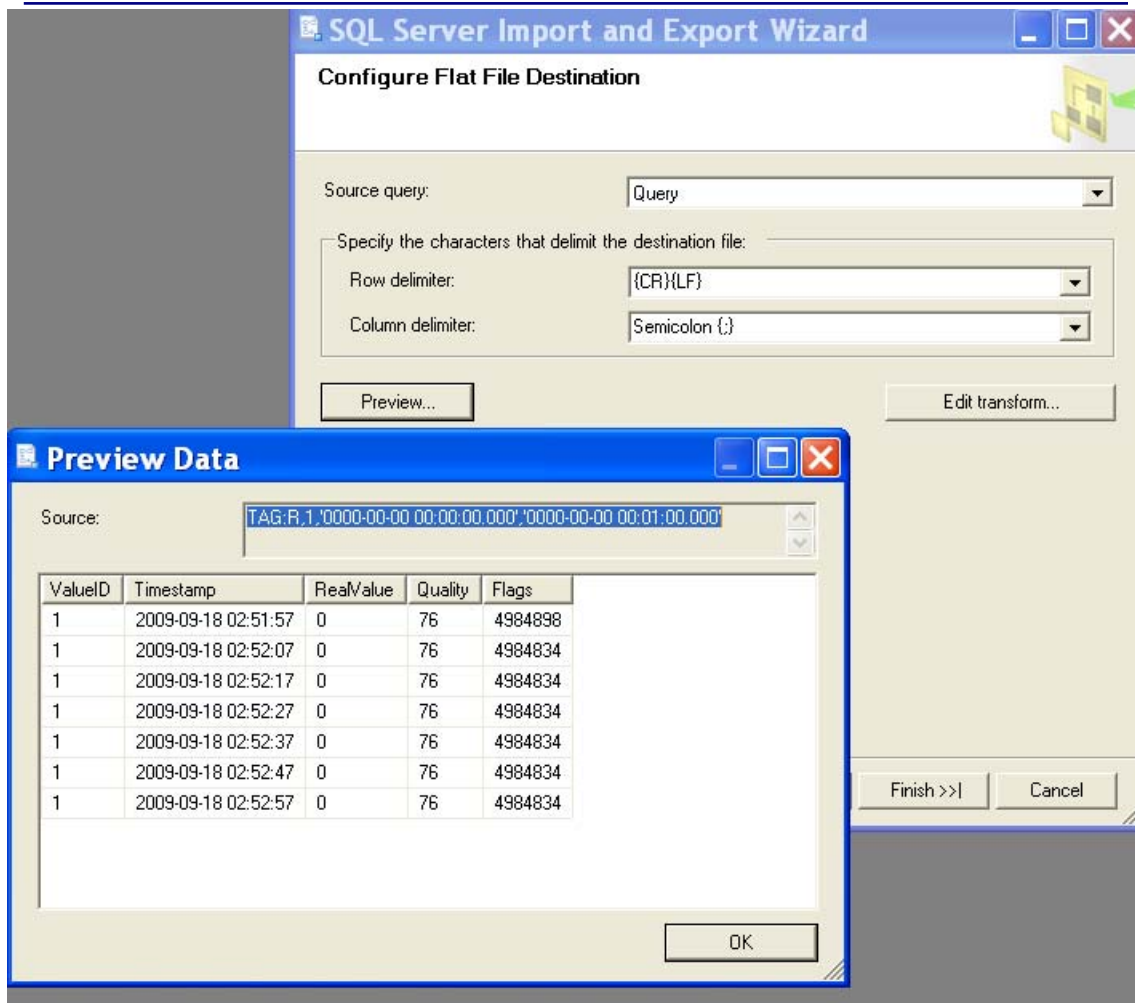 SQL Server Import and Export Wizard
Configure Flat File Destination
Source query: Query
Specify the characters that delimit the destination file:
Row delimiter: {CR}{LF}
Column delimiter: Semicolon {;}
Preview... Edit transform...
Preview Data
Source: TAG:R,1,'0000-00-00 00:00:00.000','0000-00-00 00:01:00.000'
ValueID Timestamp RealValue Quality Flags
1 2009-09-18 02:51:57 0 76 4984898
1 2009-09-18 02:52:07 0 76 4984834
1 2009-09-18 02:52:17 0 76 4984834
1 2009-09-18 02:52:27 0 76 4984834
1 2009-09-18 02:52:37 0 76 4984834
1 2009-09-18 02:52:47 0 76 4984834
1 2009-09-18 02:52:57 0 76 4984834
Finish >>| Cancel
OK